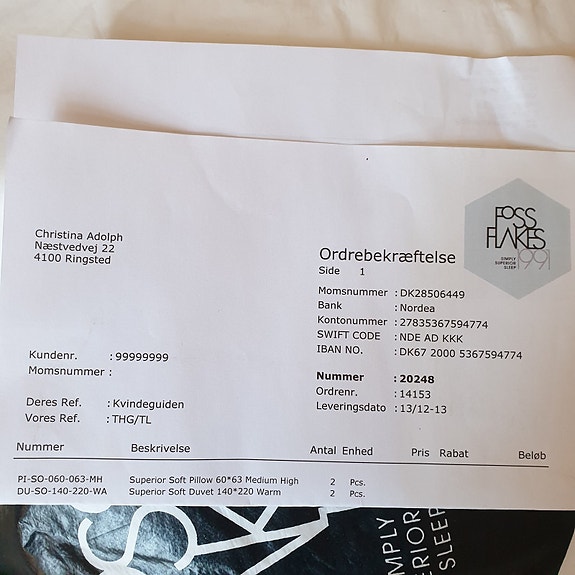 FOSS
FLAKES
SIMPLY
SUPERIOR
SLEEP
1991
Christina Adolph
Næstvedvej 22
4100 Ringsted
Ordrebekræftelse
Side 1
Momsnummer : DK28506449
Bank : Nordea
Kontonummer : 27835367594774
SWIFT CODE : NDE AD KKK
IBAN NO. : DK67 2000 5367594774
Kundenr. : 99999999
Momsnummer :
Nummer : 20248
Ordrenr. : 14153
Leveringsdato : 13/12-13
Deres Ref. : Kvindeguiden
Vores Ref. : THG/TL
Nummer Beskrivelse Antal Enhed Pris Rabat Beløb
PI-SO-060-063-MH Superior Soft Pillow 60*63 Medium High 2 Pcs.
DU-SO-140-220-WA Superior Soft Duvet 140*220 Warm 2 Pcs.